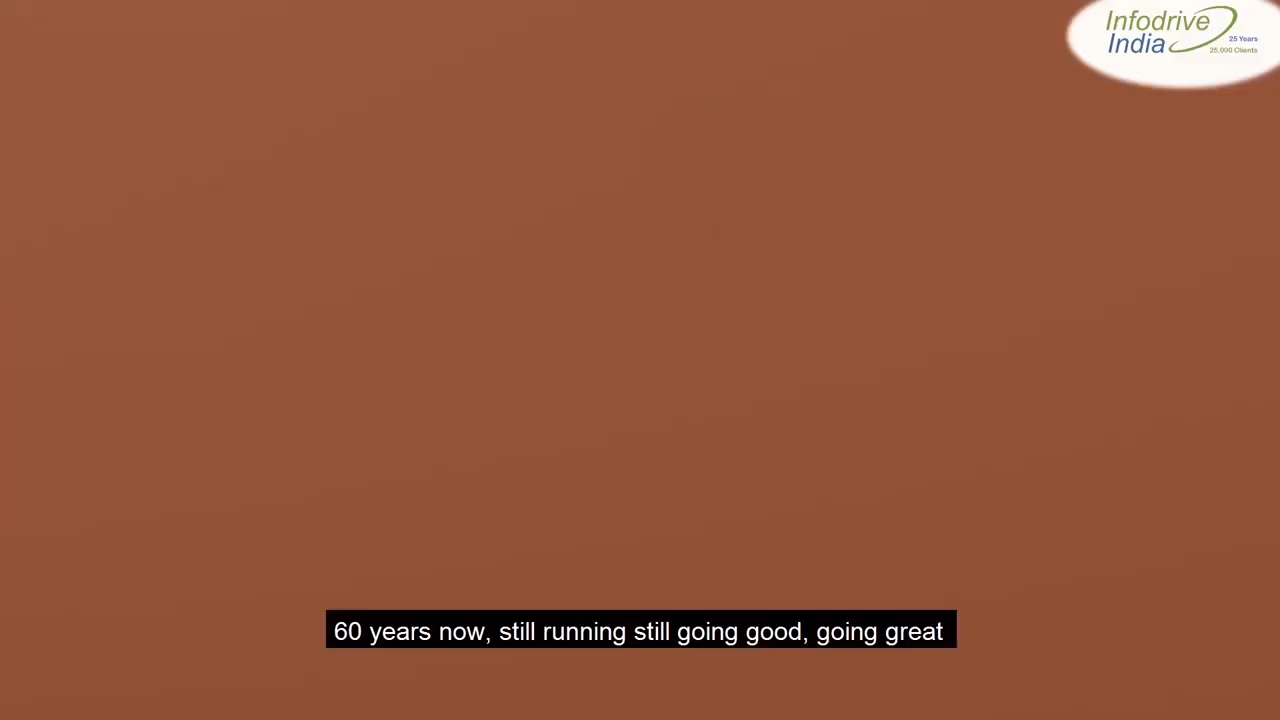 Infodrive
India
25 Years
25,000 Clients
60 years now, still running still going good, going great